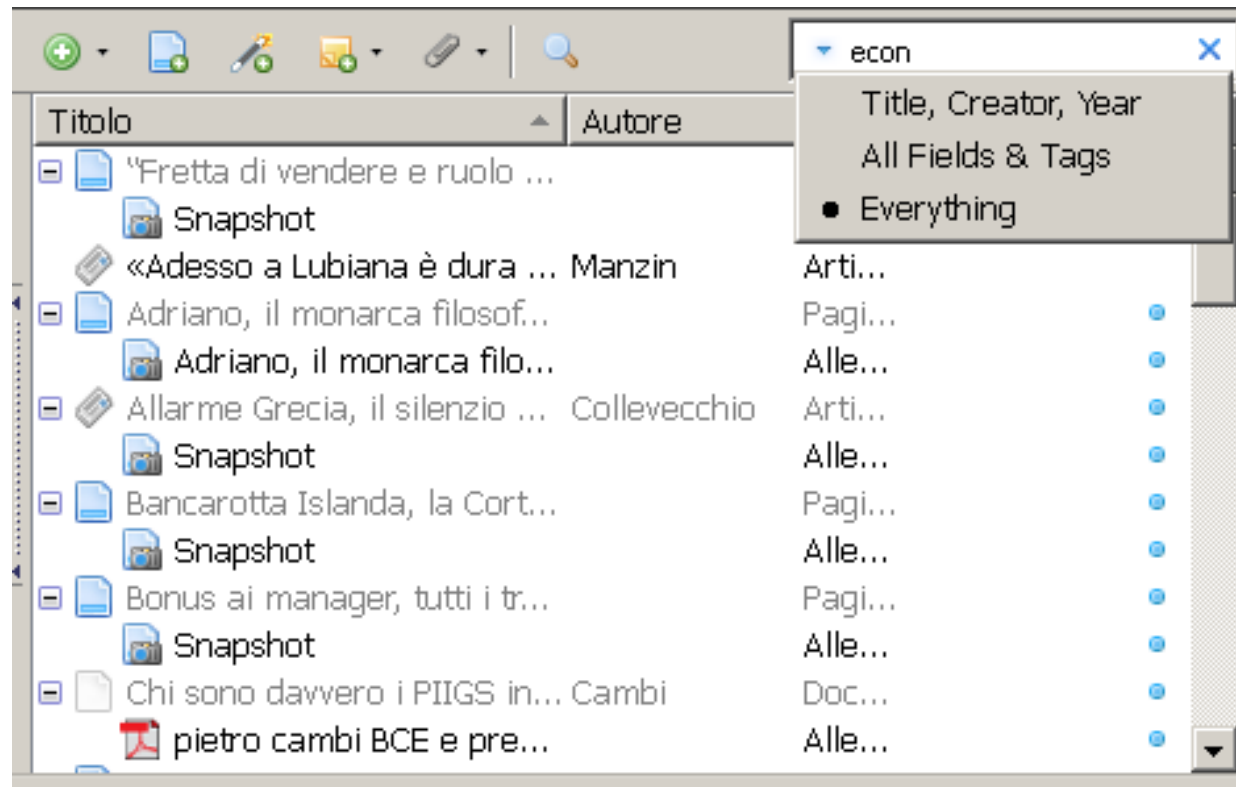 econ
Title, Creator, Year
All Fields & Tags
Everything
Titolo Autore
"Fretta di vendere e ruolo ...
Snapshot
«Adesso a Lubiana è dura ... Manzin Arti...
Adriano, il monarca filosof... Pagi...
Adriano, il monarca filo... Alle...
Allarme Grecia, il silenzio ... Collevecchio Arti...
Snapshot Alle...
Bancarotta Islanda, la Cort... Pagi...
Snapshot Alle...
Bonus ai manager, tutti i tr... Pagi...
Snapshot Alle...
Chi sono davvero i PIIGS in... Cambi Doc...
pietro cambi BCE e pre... Alle...